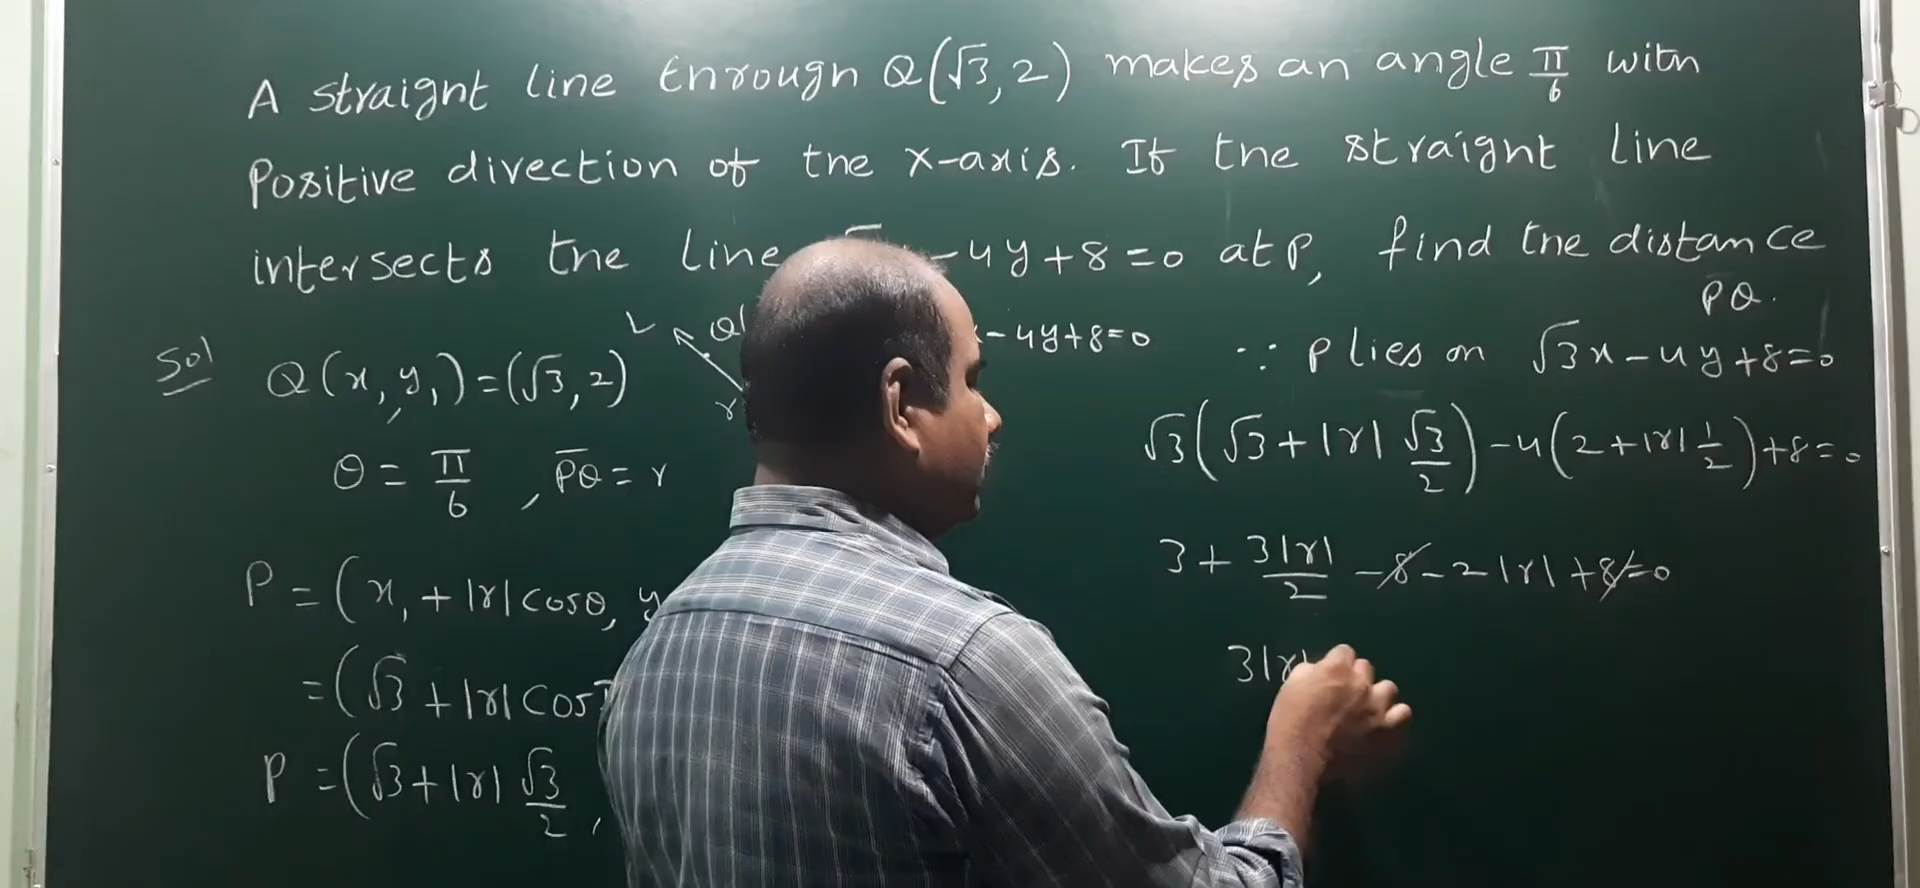 A straight line through Q(√3, 2) makes an angle π/6 with
Positive direction of the x-axis. If the straight line
intersects the line -4y+8=0 at P, find the distance
PQ.
Sol
Q(x₁, y₁)=(√3, 2)
θ = π/6, P̅Q̅ = r
P = (x₁ + |r| cosθ, y
=(√3 + |r| cos
P =(√3+|r| √3/2,
L
Q(
r
x-4y+8=0
∵ P lies on √3x-4y+8=0
√3(√3+|r| √3/2)-4(2+|r| 1/2)+8=0
3+ 3|r|/2 -8-2|r|+8=0
3|r|